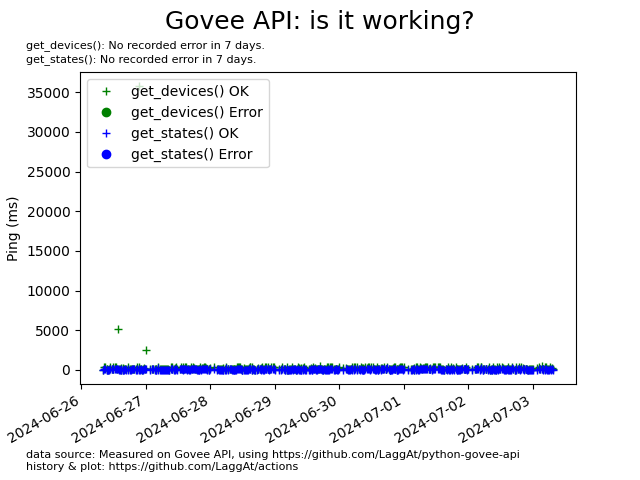 Govee API: is it working?
get_devices(): No recorded error in 7 days.
get_states(): No recorded error in 7 days.
get_devices() OK
get_devices() Error
get_states() OK
get_states() Error
Ping (ms)
35000
30000
25000
20000
15000
10000
5000
0
2024-06-26
2024-06-27
2024-06-28
2024-06-29
2024-06-30
2024-07-01
2024-07-02
2024-07-03
data source: Measured on Govee API, using https://github.com/LaggAt/python-govee-api
history & plot: https://github.com/LaggAt/actions